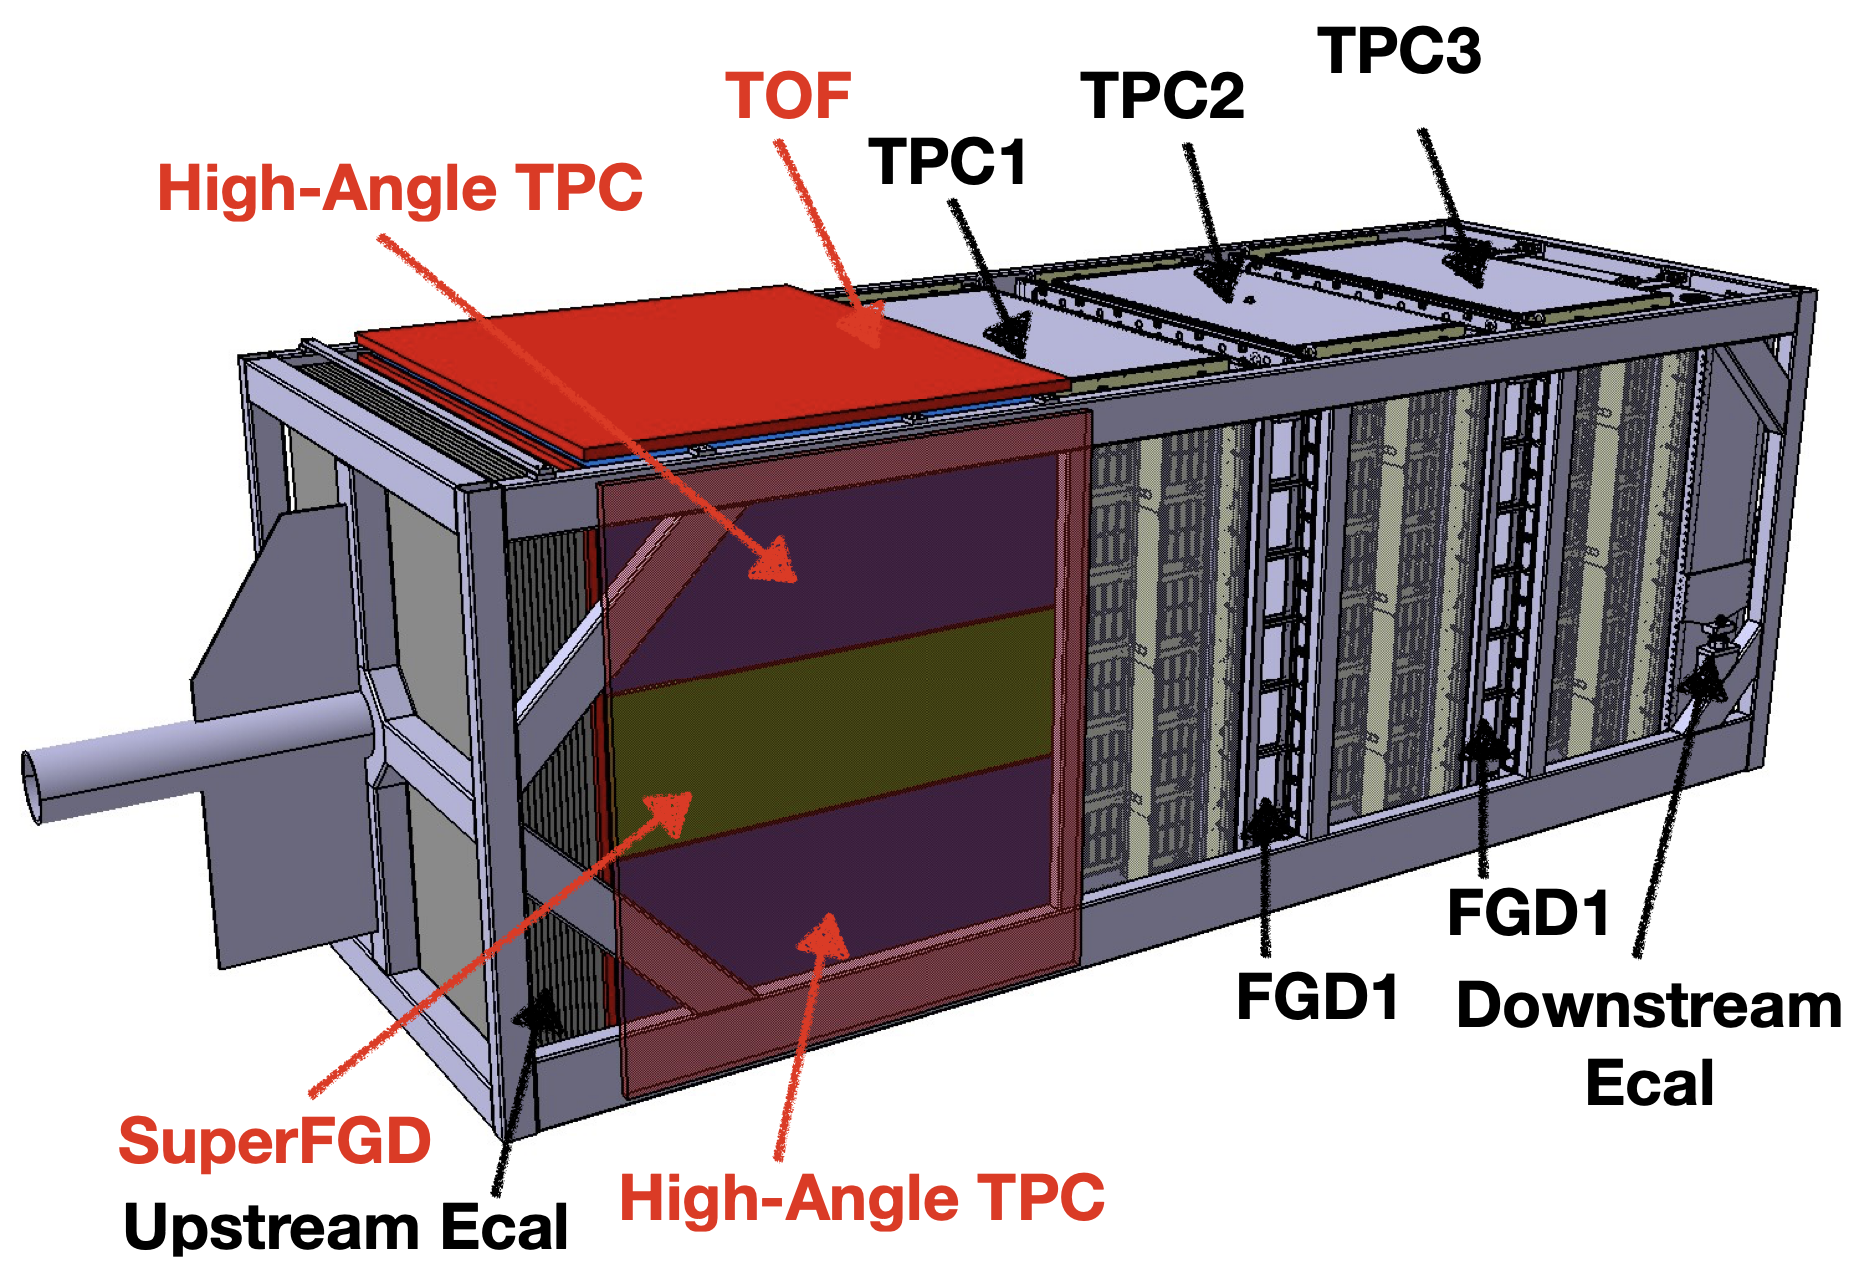 TPC3
TOF
TPC2
TPC1
High-Angle TPC
FGD1
FGD1
Downstream
Ecal
SuperFGD
High-Angle TPC
Upstream Ecal